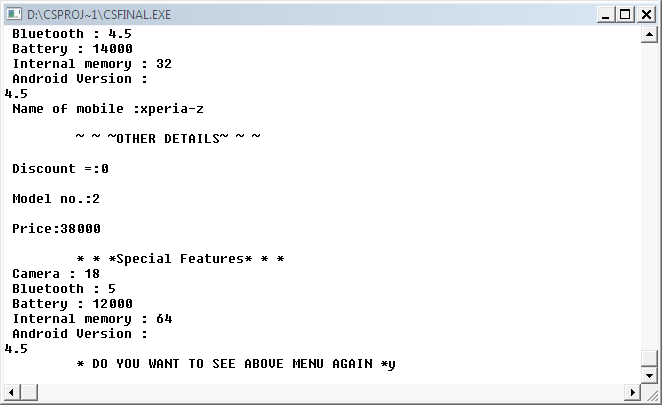 D:\CSPROJ~1\CSFINAL.EXE
Bluetooth : 4.5
Battery : 14000
Internal memory : 32
Android Version :
4.5
Name of mobile :xperia-z
~ ~ ~OTHER DETAILS~ ~ ~
Discount =:0
Model no.:2
Price:38000
* * *Special Features* * *
Camera : 18
Bluetooth : 5
Battery : 12000
Internal memory : 64
Android Version :
4.5
* DO YOU WANT TO SEE ABOVE MENU AGAIN *y